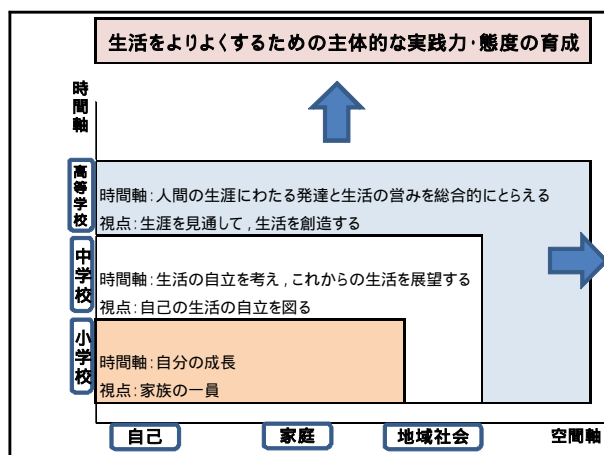 生活をよりよくするための主体的な実践力・態度の育成
時間軸
高等学校
時間軸:人間の生涯にわたる発達と生活の営みを総合的にとらえる
視点:生涯を見通して,生活を創造する
中学校
時間軸:生活の自立を考え,これからの生活を展望する
視点:自己の生活の自立を図る
小学校
時間軸:自分の成長
視点:家族の一員
自己 家庭 地域社会 空間軸